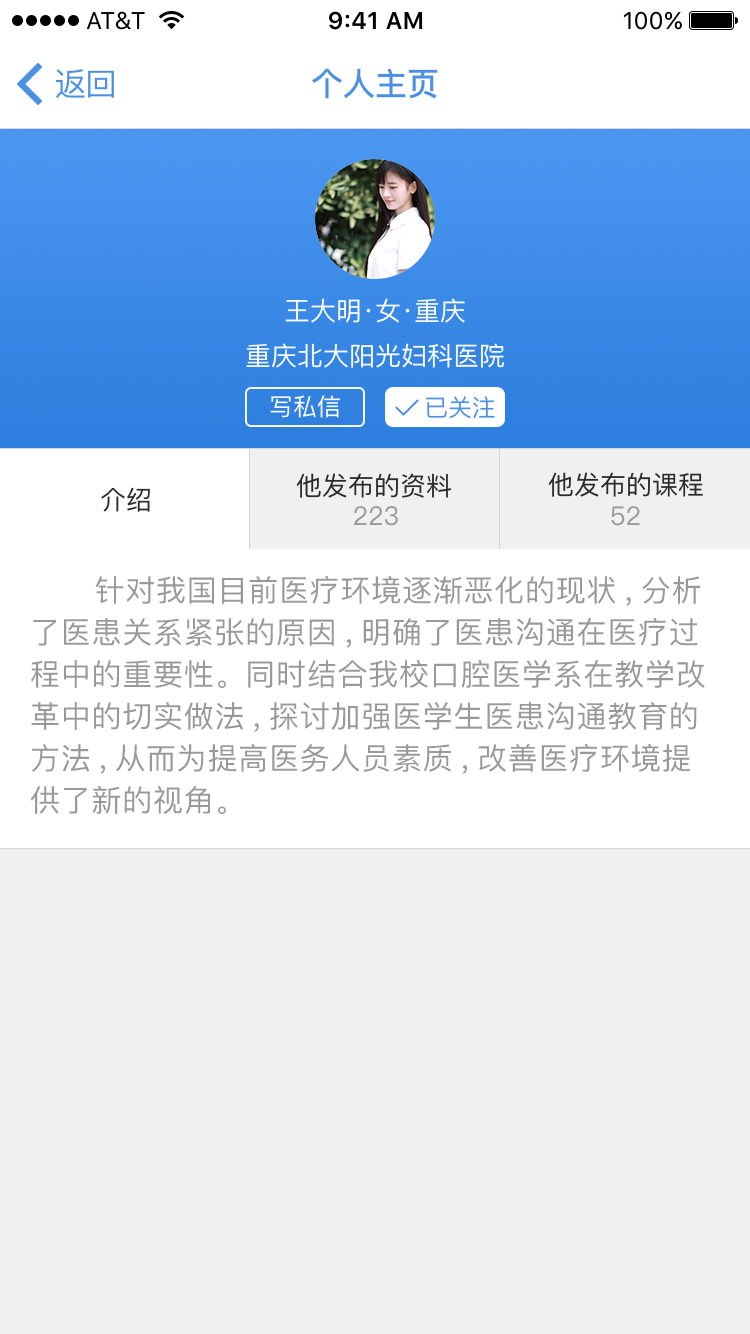 AT&T 9:41 AM 100%
返回 个人主页
王大明·女·重庆
重庆北大阳光妇科医院
写私信 已关注
介绍 他发布的资料 他发布的课程
223 52
针对我国目前医疗环境逐渐恶化的现状,分析
了医患关系紧张的原因,明确了医患沟通在医疗过
程中的重要性。同时结合我校口腔医学系在教学改
革中的切实做法,探讨加强医学生医患沟通教育的
方法,从而为提高医务人员素质,改善医疗环境提
供了新的视角。